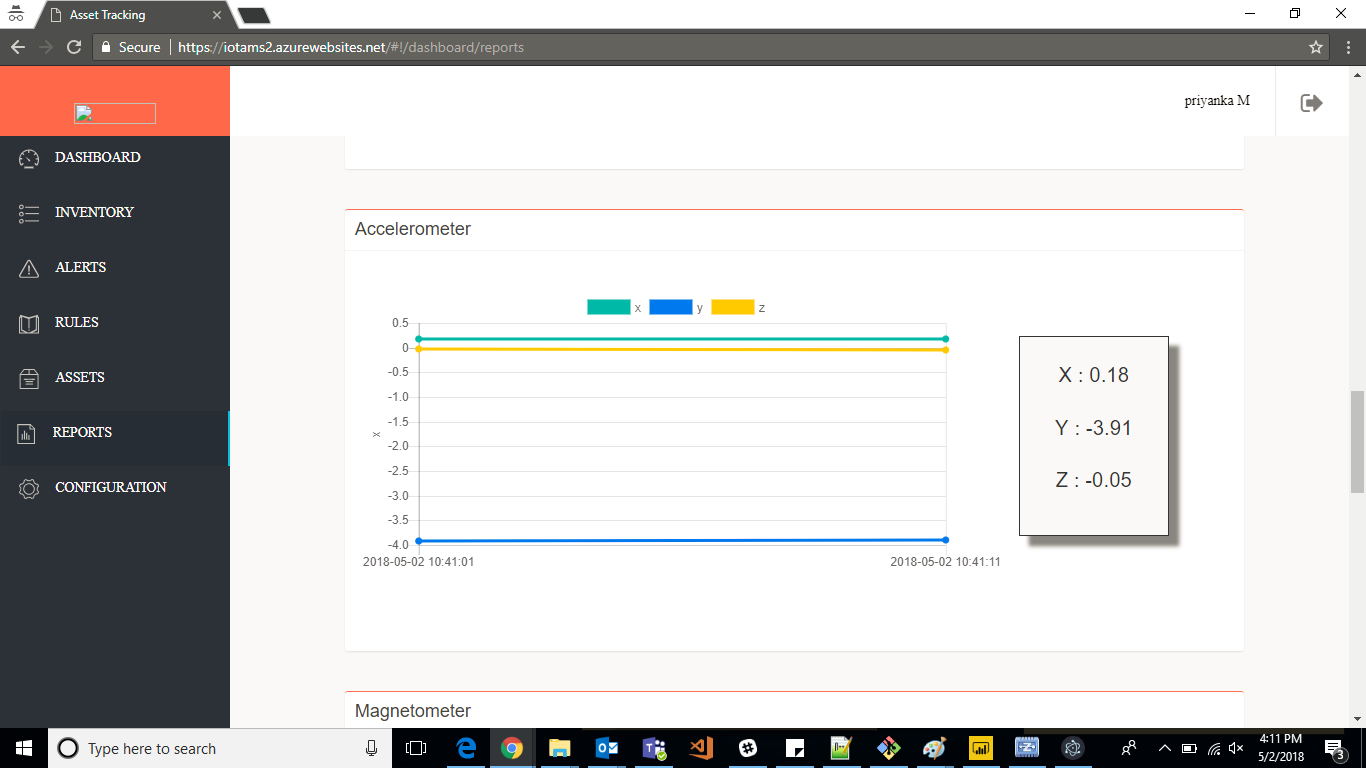 Asset Tracking
Secure https://iotams2.azurewebsites.net/#!/dashboard/reports
priyanka M
DASHBOARD
INVENTORY
ALERTS
RULES
ASSETS
REPORTS
CONFIGURATION
Accelerometer
x y z
0.5
0
-0.5
-1.0
-1.5
-2.0
-2.5
-3.0
-3.5
-4.0
x
2018-05-02 10:41:01 2018-05-02 10:41:11
X : 0.18
Y : -3.91
Z : -0.05
Magnetometer
Type here to search
4:11 PM
5/2/2018
3